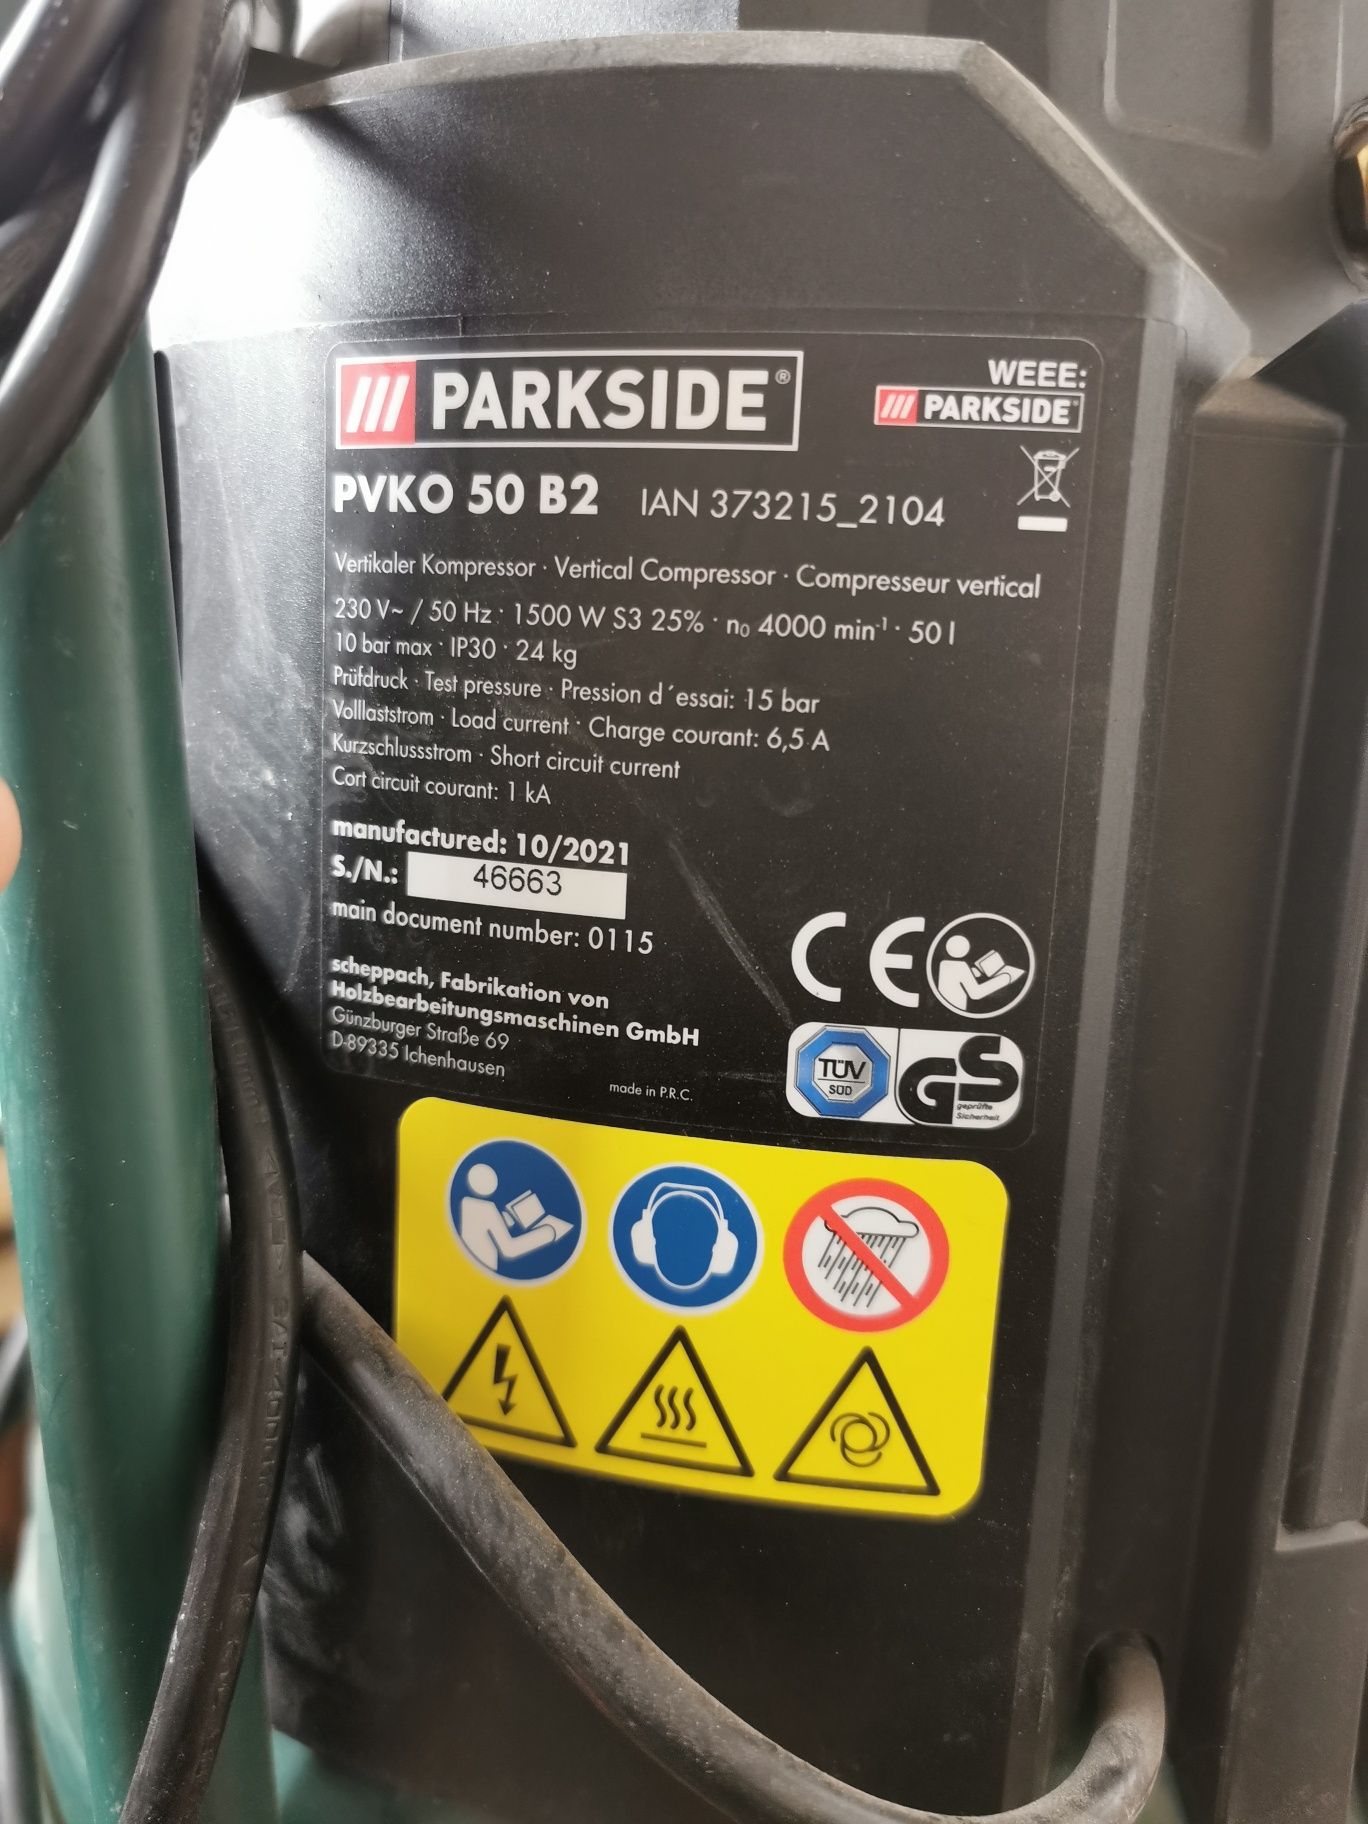 PARKSIDE®
WEEE:
PARKSIDE
PVKO 50 B2 IAN 373215_2104
Vertikaler Kompressor · Vertical Compressor · Compresseur vertical
230 V~ / 50 Hz · 1500 W S3 25% · n₀ 4000 min⁻¹ · 50 l
10 bar max · IP30 · 24 kg
Prüfdruck · Test pressure · Pression d´essai: 15 bar
Volllaststrom · Load current · Charge courant: 6,5 A
Kurzschlussstrom · Short circuit current
Cort circuit courant: 1 kA
manufactured: 10/2021
S./N.: 46663
main document number: 0115
scheppach, Fabrikation von
Holzbearbeitungsmaschinen GmbH
Günzburger Straße 69
D-89335 Ichenhausen
made in P.R.C.
CE
TÜV
SÜD
GS
geprüfte
Sicherheit